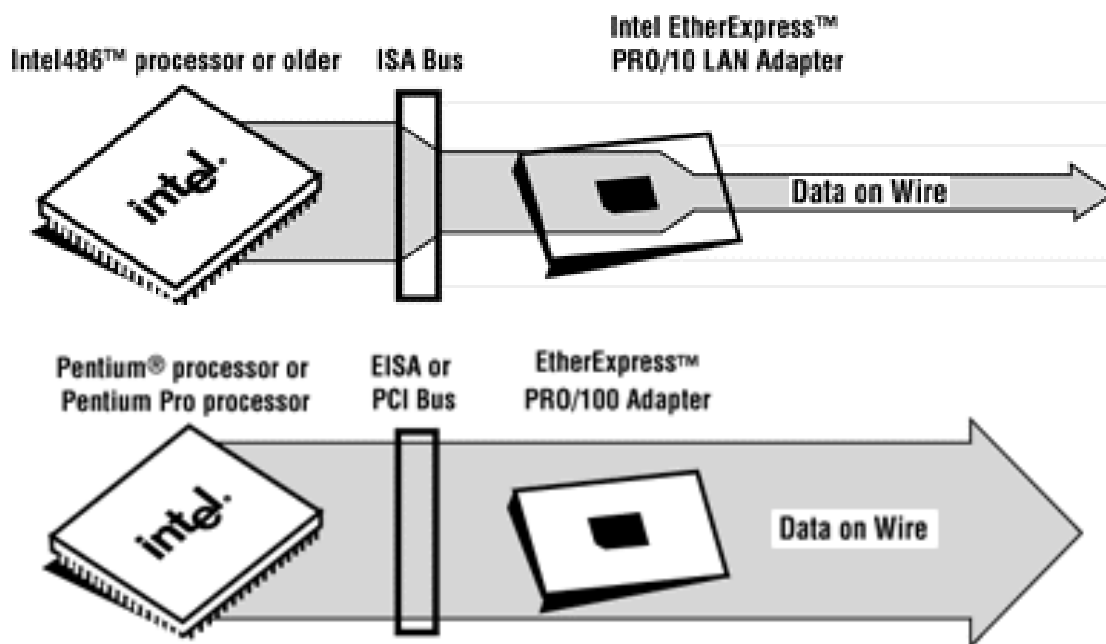 Intel486™ processor or older
ISA Bus
Intel EtherExpress™
PRO/10 LAN Adapter
intel.
Data on Wire
Pentium® processor or
Pentium Pro processor
EISA or
PCI Bus
EtherExpress™
PRO/100 Adapter
intel.
Data on Wire